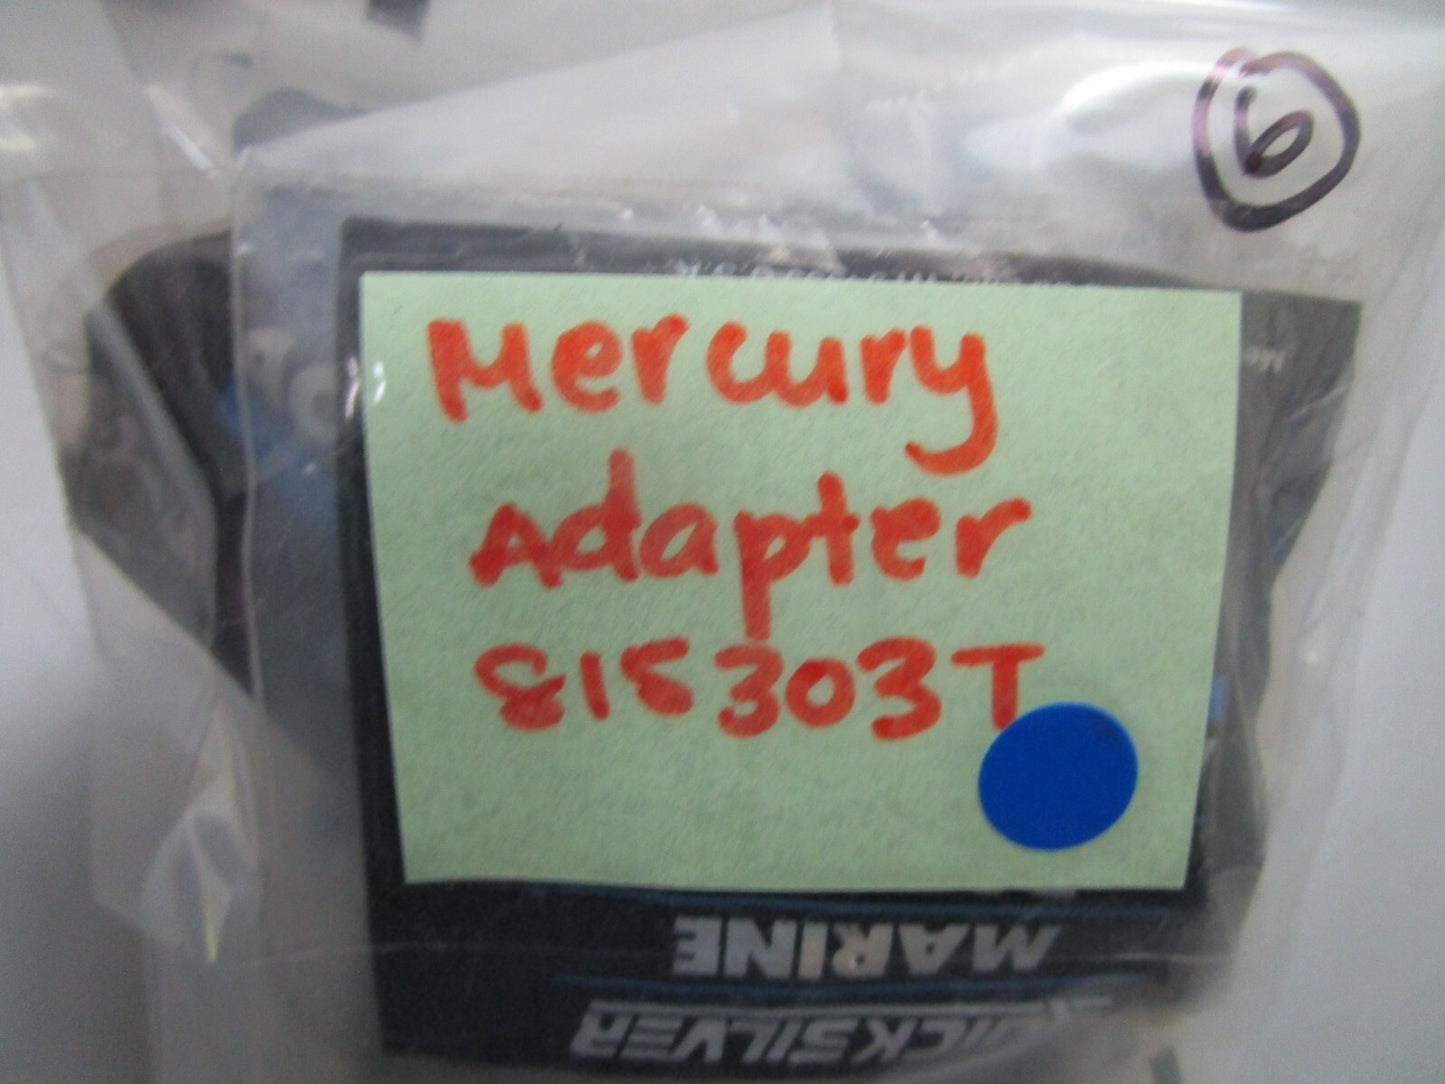 6
Mercury
Adapter
815303T
MARINE
QUICKSILVER